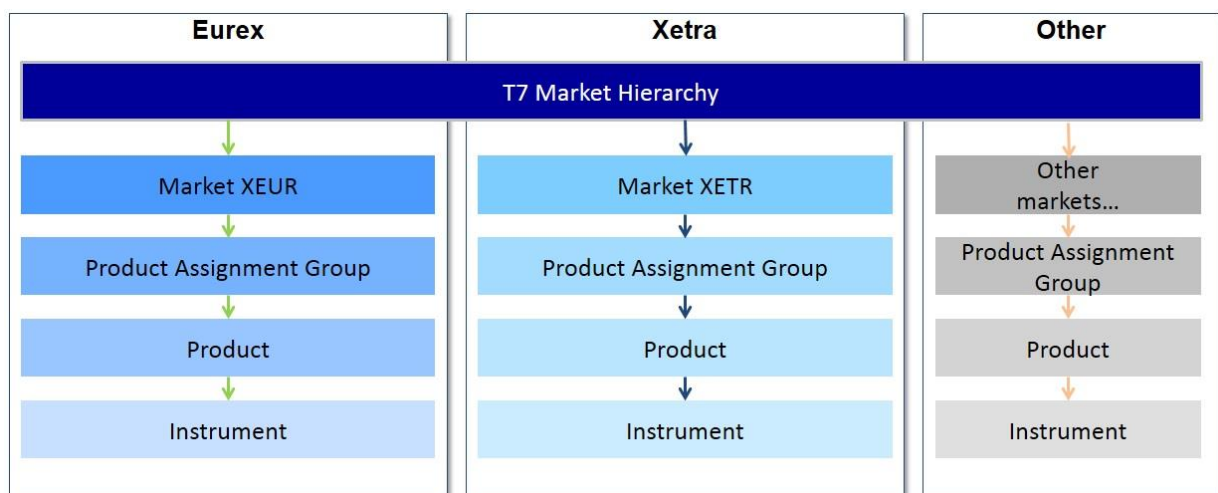 Eurex
Xetra
Other
T7 Market Hierarchy
Market XEUR
Market XETR
Other
markets...
Product Assignment Group
Product Assignment Group
Product Assignment
Group
Product
Product
Product
Instrument
Instrument
Instrument